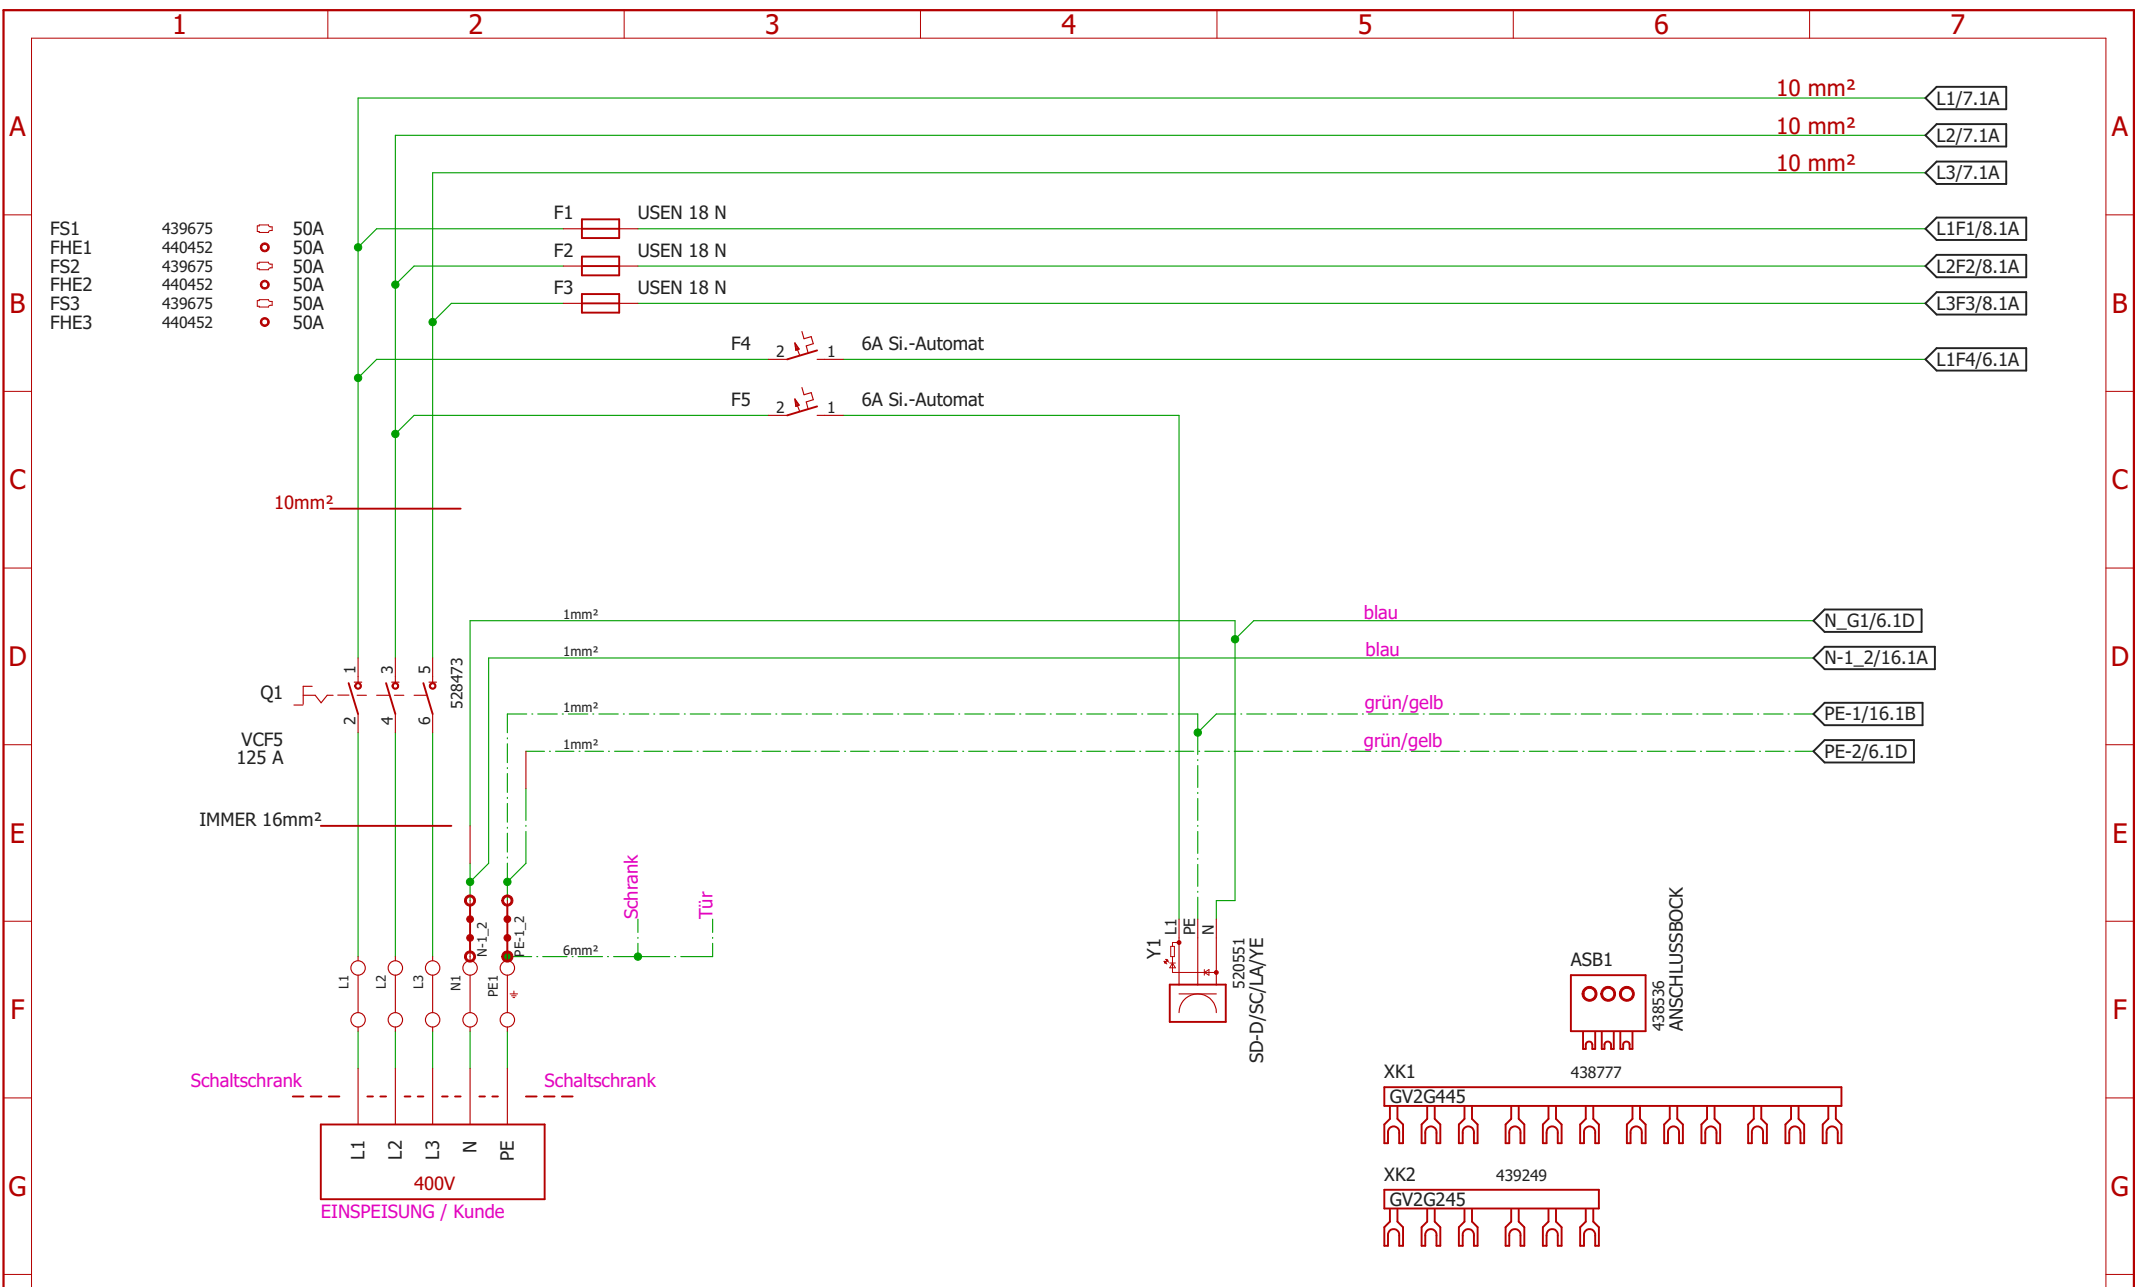 1 2 3 4 5 6 7
A A
10 mm² L1/7.1A
10 mm² L2/7.1A
10 mm² L3/7.1A
F1 USEN 18 N L1F1/8.1A
F2 USEN 18 N L2F2/8.1A
F3 USEN 18 N L3F3/8.1A
FS1 439675 50A
FHE1 440452 50A
FS2 439675 50A
FHE2 440452 50A
FS3 439675 50A
FHE3 440452 50A
B B
F4 2 1 6A Si.-Automat L1F4/6.1A
F5 2 1 6A Si.-Automat
C C
10mm²
1mm² blau N_G1/6.1D
1mm² blau N-1_2/16.1A
D D
1 3 5
528473
Q1
2 4 6
1mm² grün/gelb PE-1/16.1B
1mm² grün/gelb PE-2/6.1D
VCF5
125 A
IMMER 16mm²
E E
Schrank
Tür
N-1_2
PE-1_2
6mm²
L1 L2 L3 N1 PE1
L1 PE N
Y1
520551
SD-D/SC/LA/YE
ASB1
438536
ANSCHLUSSBOCK
F F
Schaltschrank Schaltschrank
XK1 438777
GV2G445
L1 L2 L3 N PE
400V
EINSPEISUNG / Kunde
XK2 439249
GV2G245
G G